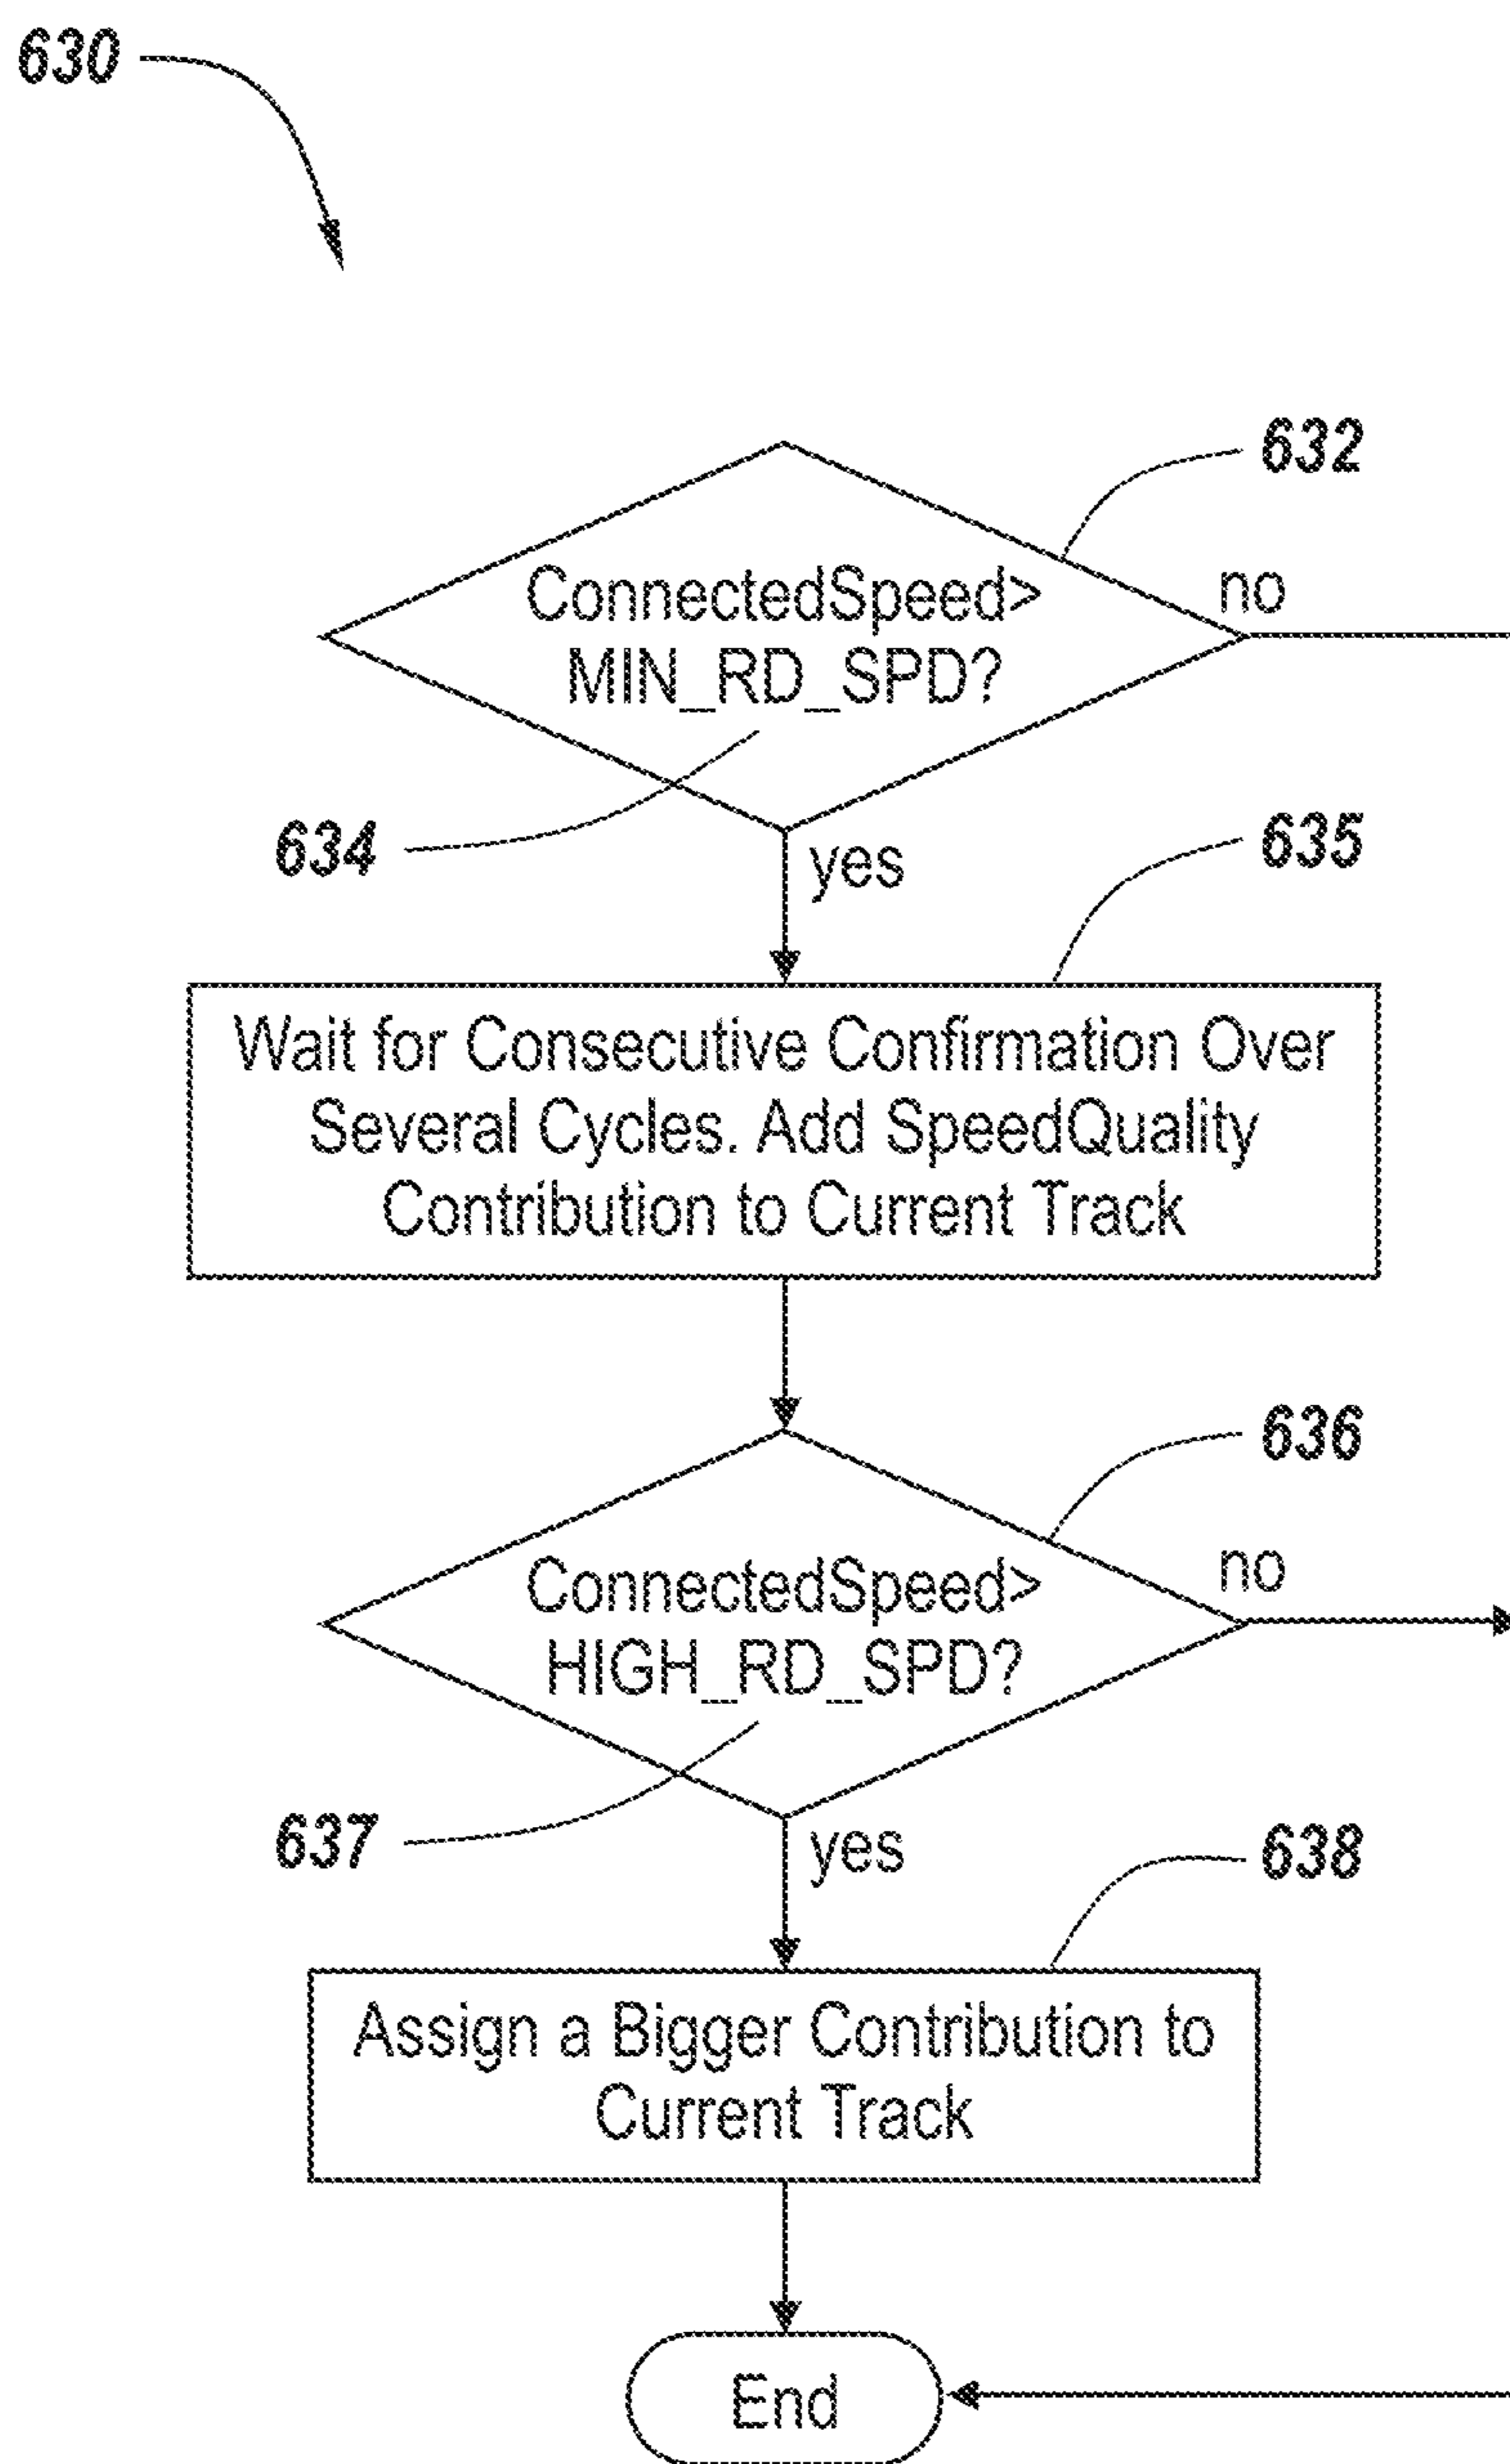 630
632
ConnectedSpeed>
MIN_RD_SPD?
no
634
yes
635
Wait for Consecutive Confirmation Over
Several Cycles. Add SpeedQuality
Contribution to Current Track
636
ConnectedSpeed>
HIGH_RD_SPD?
no
637
yes
638
Assign a Bigger Contribution to
Current Track
End